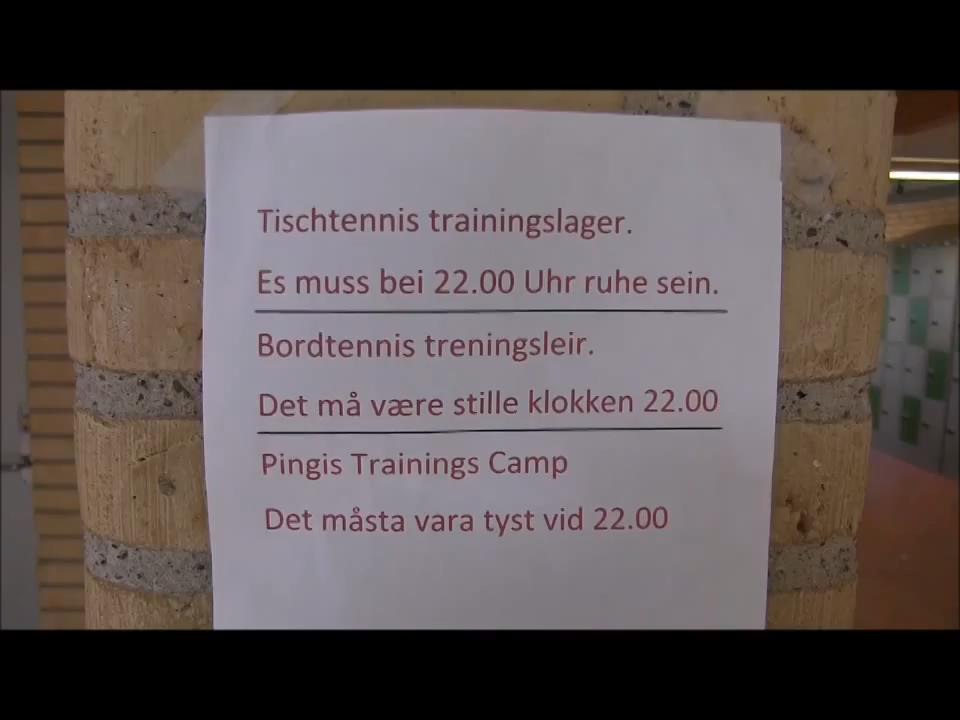 Tischtennis trainingslager.
Es muss bei 22.00 Uhr ruhe sein.
Bordtennis treningsleir.
Det må være stille klokken 22.00
Pingis Trainings Camp
Det måsta vara tyst vid 22.00